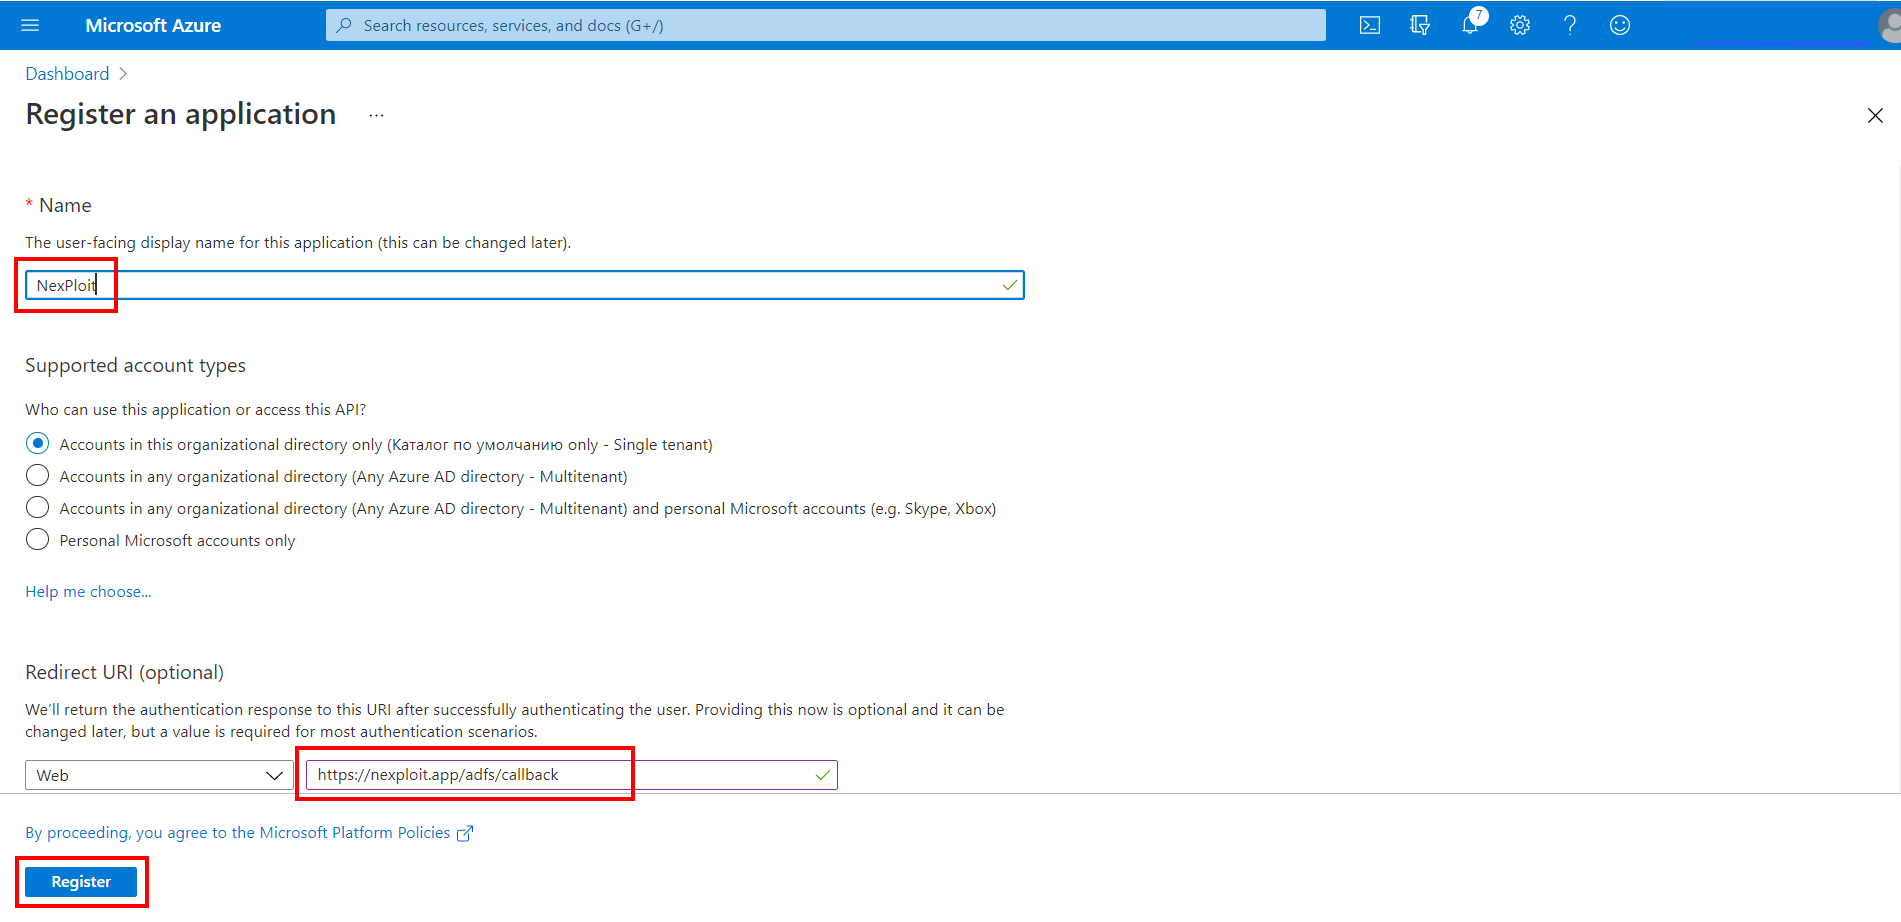 Microsoft Azure
Search resources, services, and docs (G+/)
7
Dashboard
Register an application
...
* Name
The user-facing display name for this application (this can be changed later).
NexPloit
Supported account types
Who can use this application or access this API?
Accounts in this organizational directory only (Каталог по умолчанию only - Single tenant)
Accounts in any organizational directory (Any Azure AD directory - Multitenant)
Accounts in any organizational directory (Any Azure AD directory - Multitenant) and personal Microsoft accounts (e.g. Skype, Xbox)
Personal Microsoft accounts only
Help me choose...
Redirect URI (optional)
We'll return the authentication response to this URI after successfully authenticating the user. Providing this now is optional and it can be
changed later, but a value is required for most authentication scenarios.
Web
https://nexploit.app/adfs/callback
By proceeding, you agree to the Microsoft Platform Policies
Register